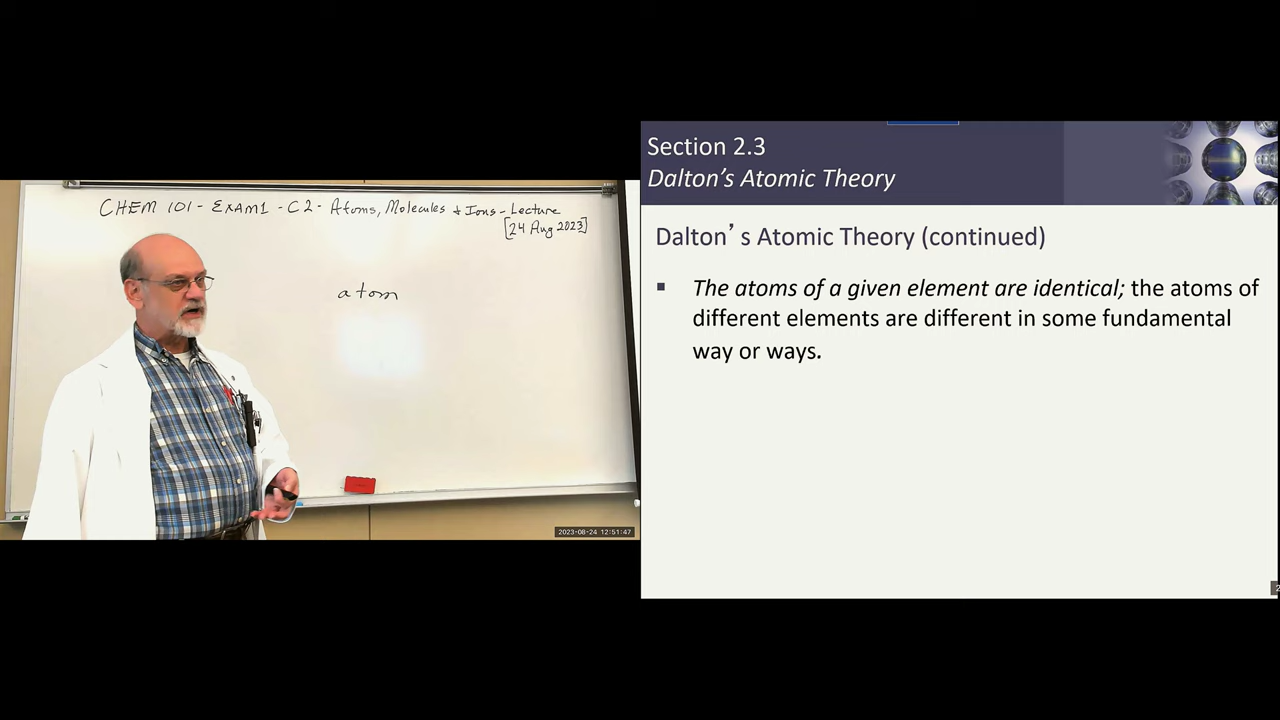 CHEM 101 - EXAM1 - C2 - Atoms, Molecules & Ions - Lecture
[24 Aug 2023]
atom
2023-08-24 12:51:47
Section 2.3
Dalton's Atomic Theory
Dalton's Atomic Theory (continued)
▪ The atoms of a given element are identical; the atoms of
different elements are different in some fundamental
way or ways.
2